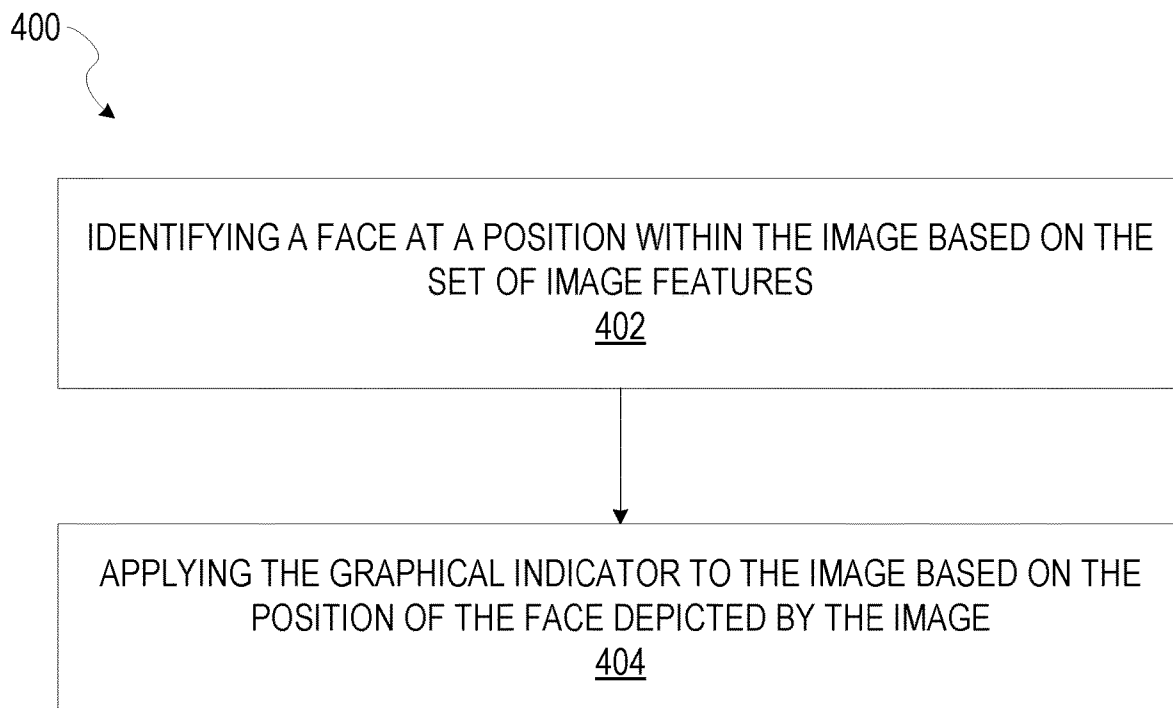 400
IDENTIFYING A FACE AT A POSITION WITHIN THE IMAGE BASED ON THE
SET OF IMAGE FEATURES
402
APPLYING THE GRAPHICAL INDICATOR TO THE IMAGE BASED ON THE
POSITION OF THE FACE DEPICTED BY THE IMAGE
404